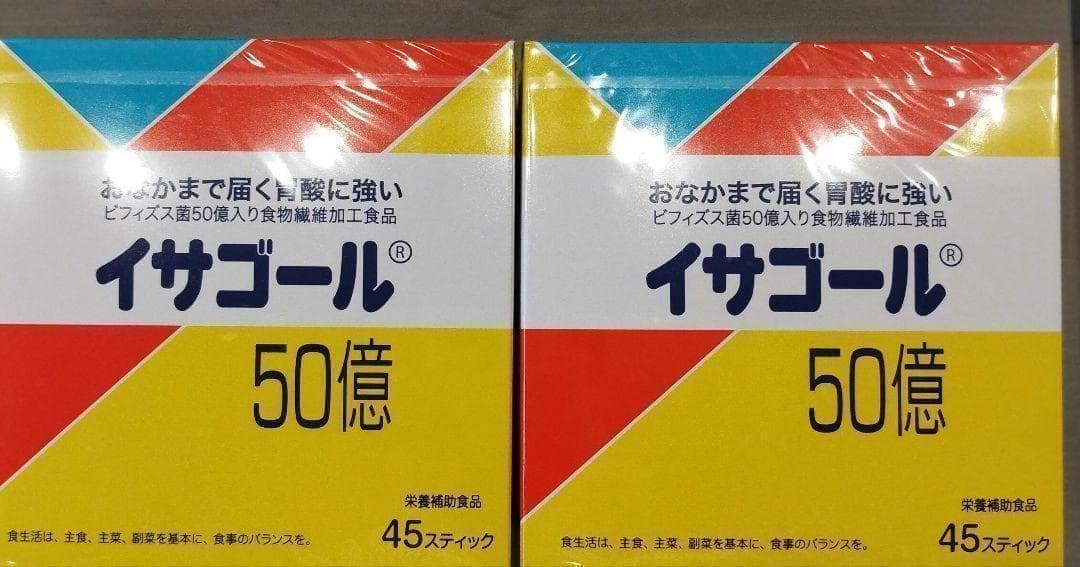 おなかまで届く胃酸に強い
ビフィズス菌50億入り食物繊維加工食品
イサゴール®
50億
栄養補助食品
食生活は、主食、主菜、副菜を基本に、食事のバランスを。
45スティック
おなかまで届く胃酸に強い
ビフィズス菌50億入り食物繊維加工食品
イサゴール®
50億
栄養補助食品
食生活は、主食、主菜、副菜を基本に、食事のバランスを。
45スティック